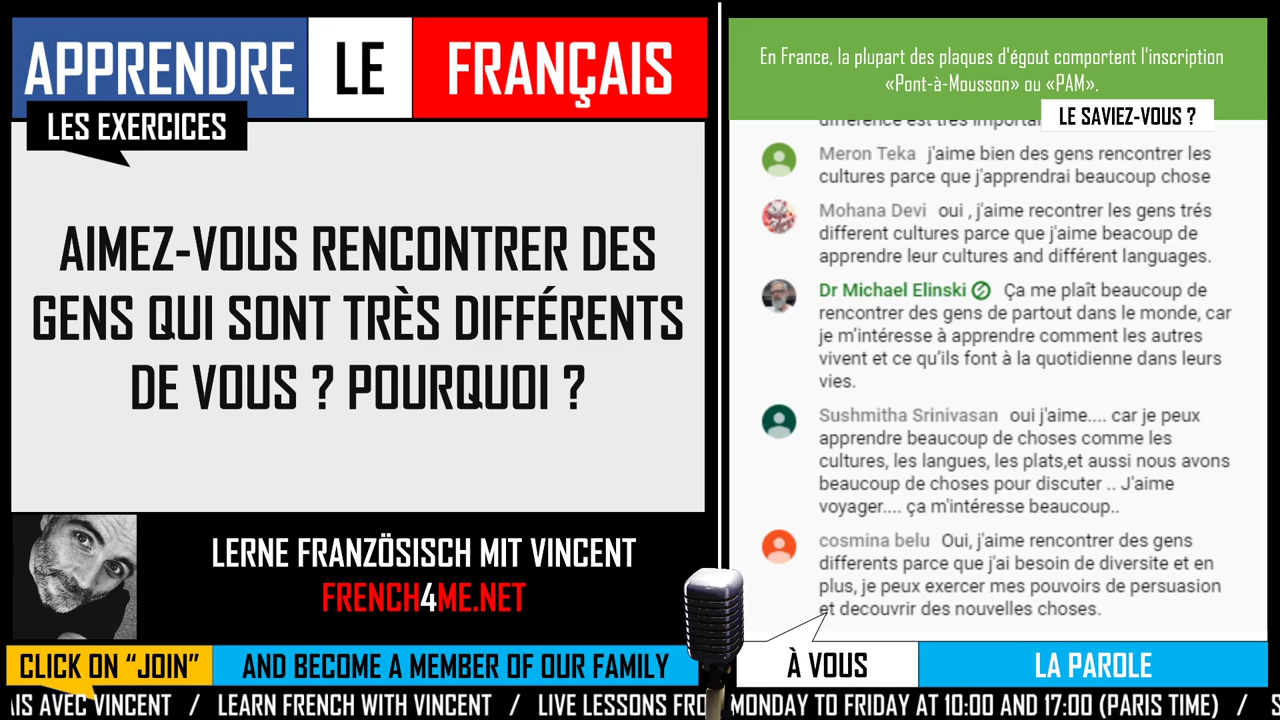 APPRENDRE LE FRANÇAIS
LES EXERCICES
AIMEZ-VOUS RENCONTRER DES
GENS QUI SONT TRÈS DIFFÉRENTS
DE VOUS ? POURQUOI ?
LERNE FRANZÖSISCH MIT VINCENT
FRENCH4ME.NET
CLICK ON “JOIN” AND BECOME A MEMBER OF OUR FAMILY
En France, la plupart des plaques d'égout comportent l'inscription
«Pont-à-Mousson» ou «PAM».
LE SAVIEZ-VOUS ?
différence est très
Meron Teka j'aime bien des gens rencontrer les
cultures parce que j'apprendrai beaucoup chose
Mohana Devi oui , j'aime recontrer les gens trés
different cultures parce que j'aime beacoup de
apprendre leur cultures and différent languages.
Dr Michael Elinski Ça me plaît beaucoup de
rencontrer des gens de partout dans le monde, car
je m’intéresse à apprendre comment les autres
vivent et ce qu’ils font à la quotidienne dans leurs
vies.
Sushmitha Srinivasan oui j'aime.... car je peux
apprendre beaucoup de choses comme les
cultures, les langues, les plats,et aussi nous avons
beaucoup de choses pour discuter .. J'aime
voyager.... ça m'intéresse beaucoup..
cosmina belu Oui, j'aime rencontrer des gens
differents parce que j'ai besoin de diversite et en
plus, je peux exercer mes pouvoirs de persuasion
et decouvrir des nouvelles choses.
À VOUS LA PAROLE
AVEC VINCENT / LEARN FRENCH WITH VINCENT / LIVE LESSONS MONDAY TO FRIDAY AT 10:00 AND 17:00 (PARIS TIME) /